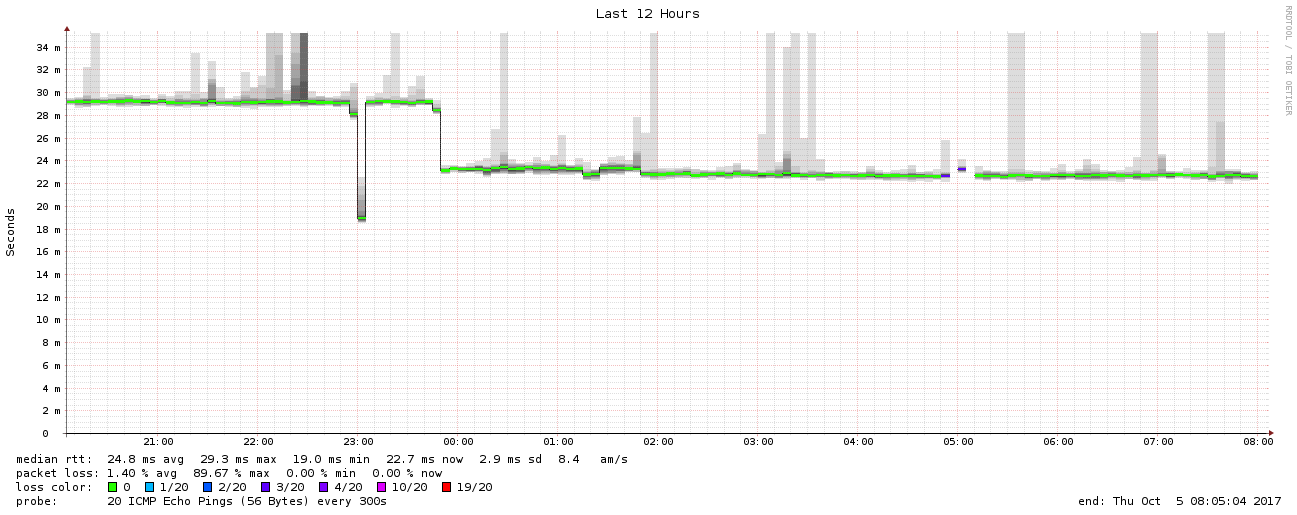 Last 12 Hours
RRDTOOL / TOBI OETIKER
Seconds
34 m
32 m
30 m
28 m
26 m
24 m
22 m
20 m
18 m
16 m
14 m
12 m
10 m
8 m
6 m
4 m
2 m
0
21:00 22:00 23:00 00:00 01:00 02:00 03:00 04:00 05:00 06:00 07:00 08:00
median rtt: 24.8 ms avg 29.3 ms max 19.0 ms min 22.7 ms now 2.9 ms sd 8.4 am/s
packet loss: 1.40 % avg 89.67 % max 0.00 % min 0.00 % now
loss color: 0 1/20 2/20 3/20 4/20 10/20 19/20
probe: 20 ICMP Echo Pings (56 Bytes) every 300s end: Thu Oct 5 08:05:04 2017